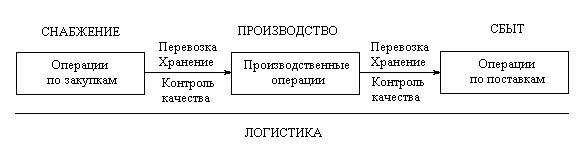 СНАБЖЕНИЕ
ПРОИЗВОДСТВО
СБЫТ
Операции
по закупкам
Перевозка
Хранение
Контроль
качества
Производственные
операции
Перевозка
Хранение
Контроль
качества
Операции
по поставкам
ЛОГИСТИКА